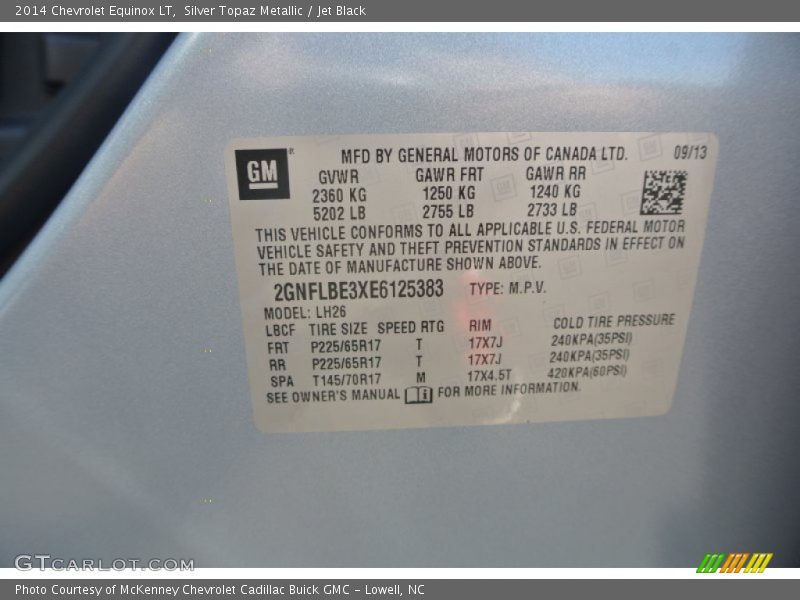 2014 Chevrolet Equinox LT,  Silver Topaz Metallic / Jet Black
GM
MFD BY GENERAL MOTORS OF CANADA LTD. 09/13
GVWR GAWR FRT GAWR RR
2360 KG 1250 KG 1240 KG
5202 LB 2755 LB 2733 LB
THIS VEHICLE CONFORMS TO ALL APPLICABLE U.S. FEDERAL MOTOR
VEHICLE SAFETY AND THEFT PREVENTION STANDARDS IN EFFECT ON
THE DATE OF MANUFACTURE SHOWN ABOVE.
2GNFLBE3XE6125383 TYPE: M.P.V.
MODEL: LH26
LBCF TIRE SIZE SPEED RTG RIM COLD TIRE PRESSURE
FRT P225/65R17 T 17X7J 240KPA(35PSI)
RR P225/65R17 T 17X7J 240KPA(35PSI)
SPA T145/70R17 M 17X4.5T 420KPA(60PSI)
SEE OWNER'S MANUAL FOR MORE INFORMATION.
GTCARLOT.COM
Photo Courtesy of McKenney Chevrolet Cadillac Buick GMC - Lowell, NC